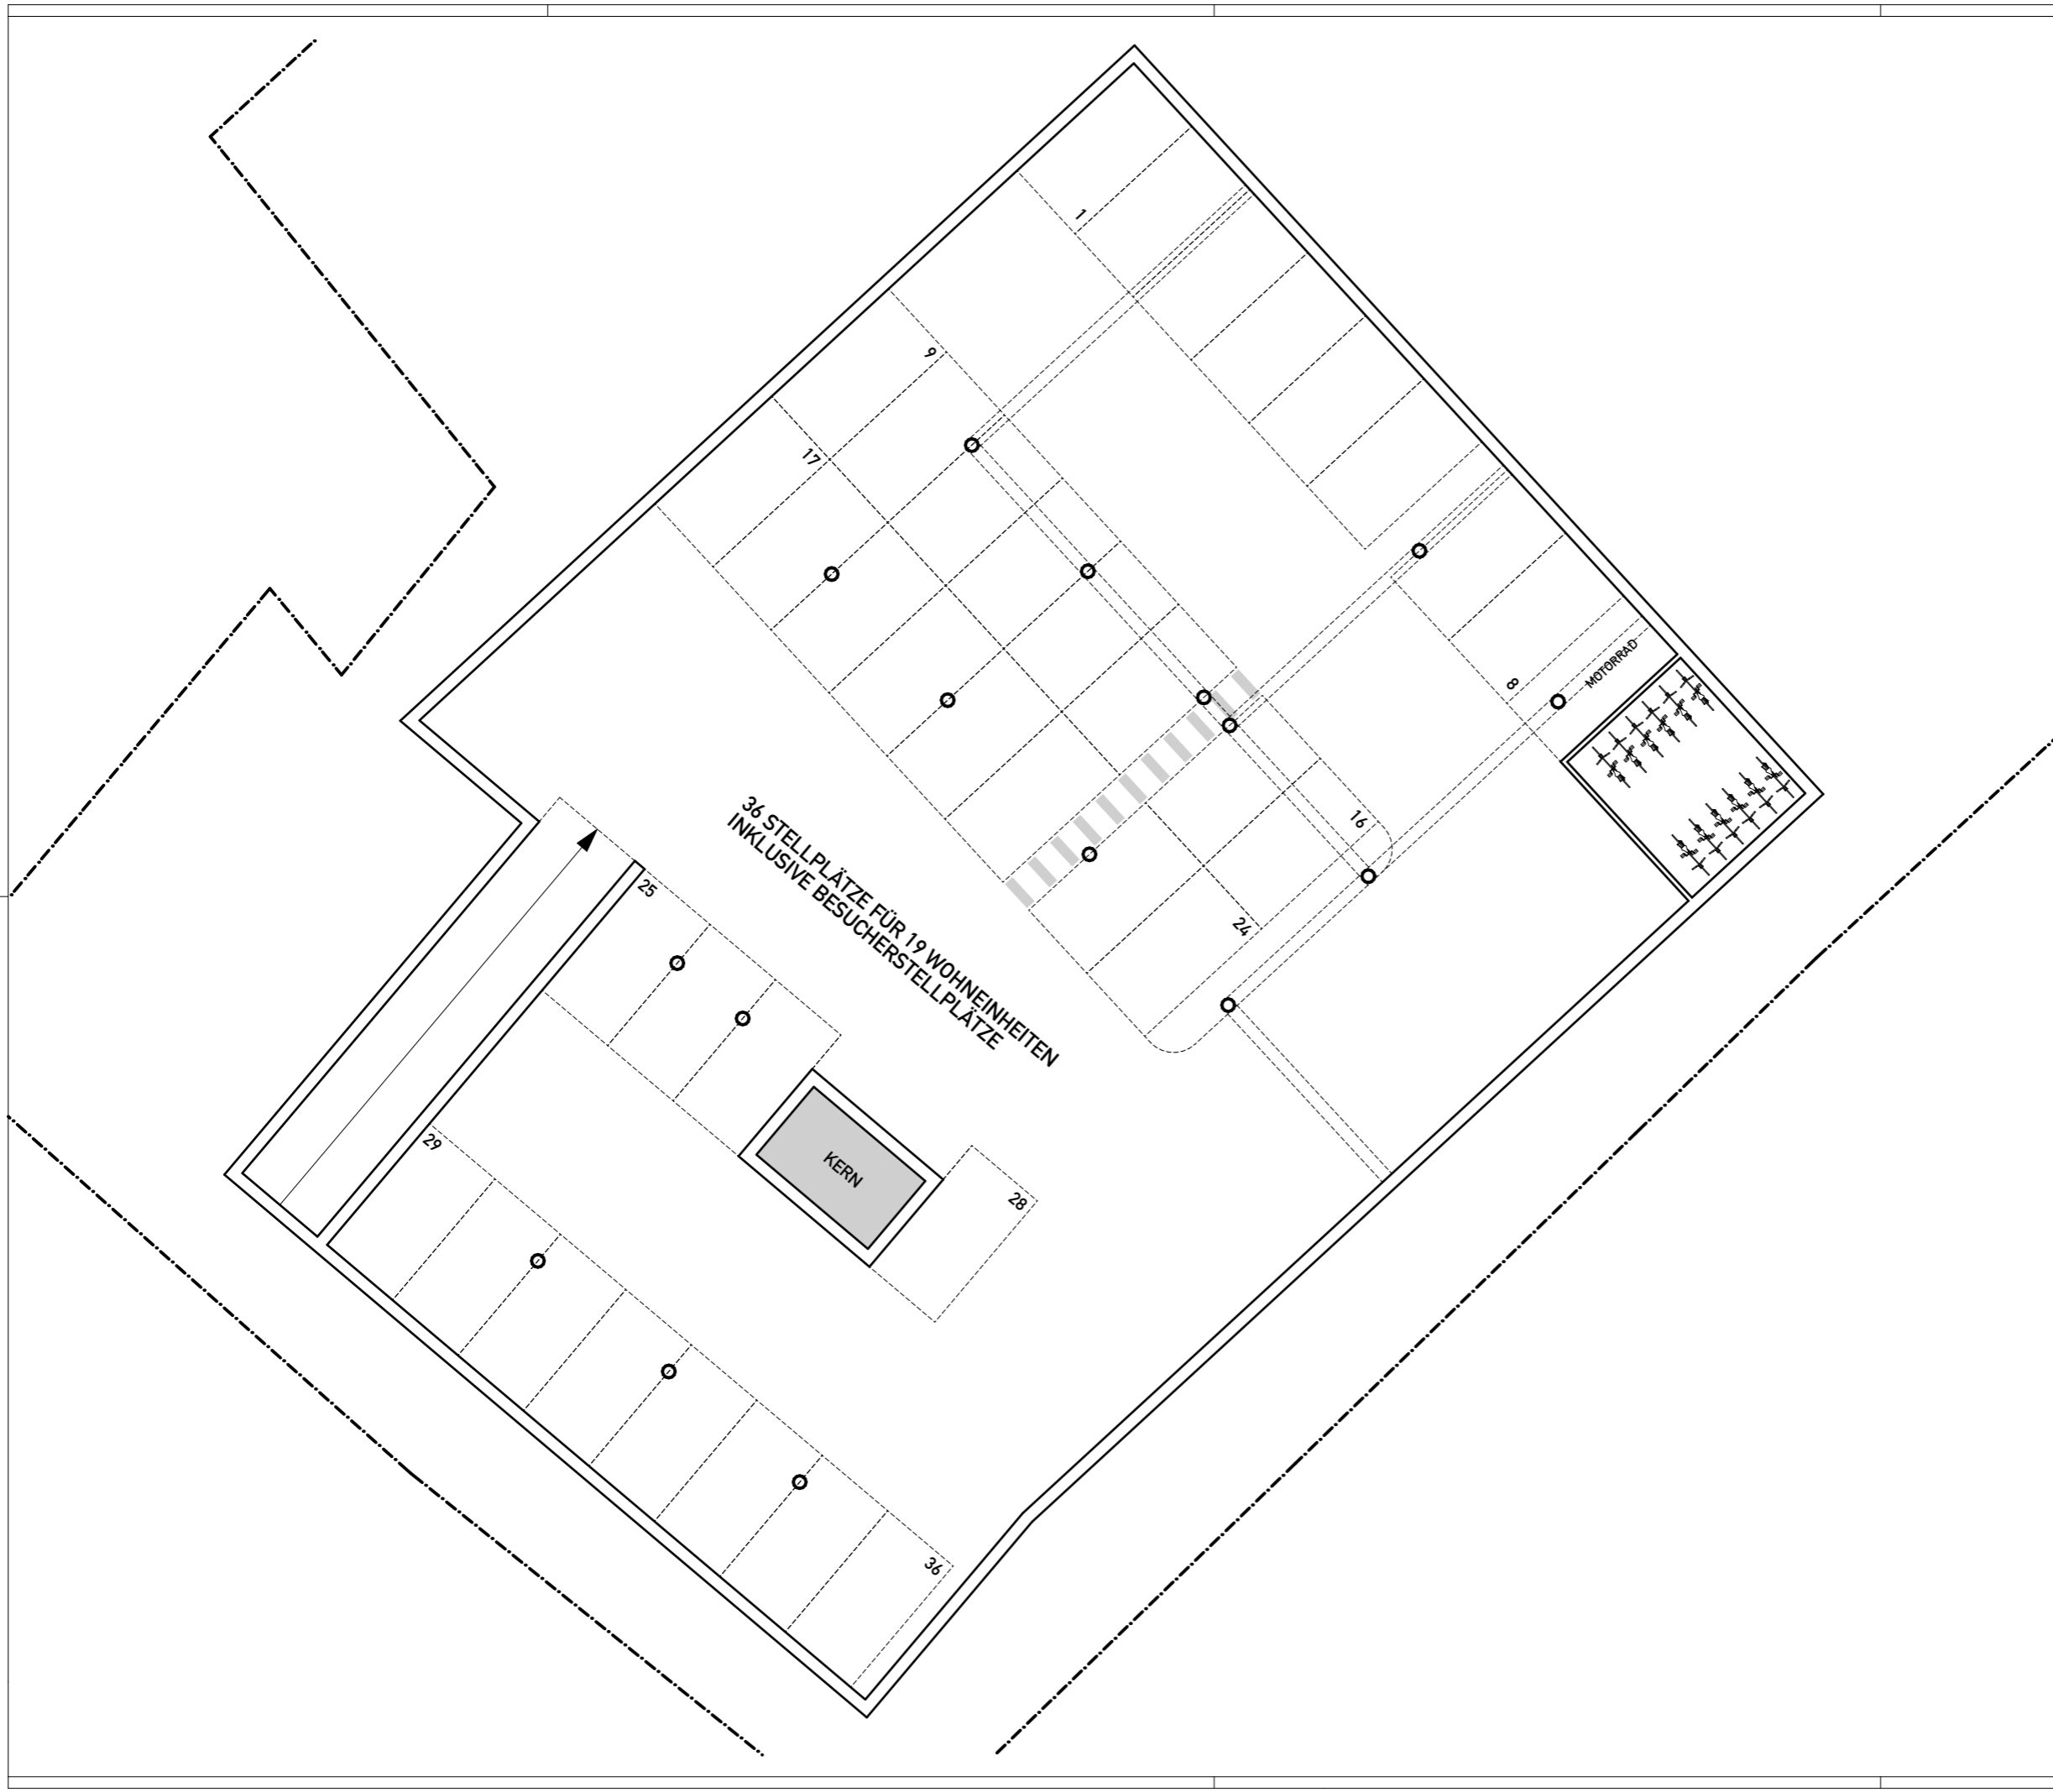 1
9
17
8
MOTORRAD
16
24
36 STELLPLÄTZE FÜR 19 WOHNEINHEITEN
INKLUSIVE BESUCHERSTELLPLÄTZE
25
29
KERN
28
36